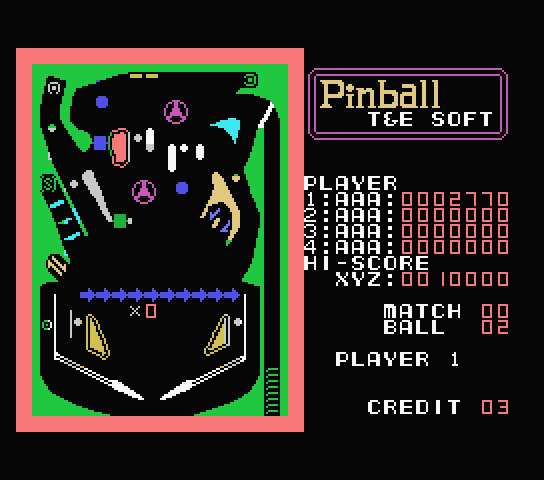 Pinball
T&E SOFT
PLAYER
1:AAA:0002770
2:AAA:0000000
3:AAA:0000000
4:AAA:0000000
HI-SCORE
XYZ:0010000
×0
MATCH 00
BALL 02
PLAYER 1
CREDIT 03